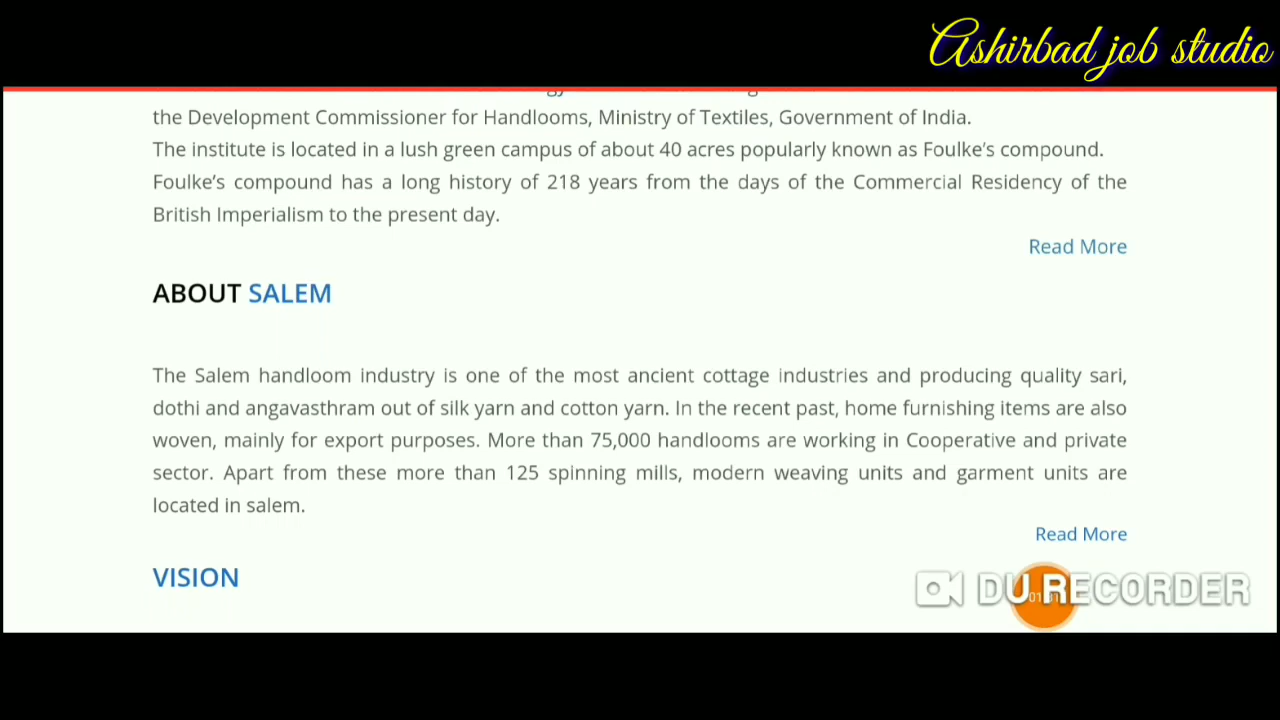 Ashirbad job studio
the Development Commissioner for Handlooms, Ministry of Textiles, Government of India.
The institute is located in a lush green campus of about 40 acres popularly known as Foulke's compound.
Foulke's compound has a long history of 218 years from the days of the Commercial Residency of the
British Imperialism to the present day.
Read More
ABOUT SALEM
The Salem handloom industry is one of the most ancient cottage industries and producing quality sari,
dothi and angavasthram out of silk yarn and cotton yarn. In the recent past, home furnishing items are also
woven, mainly for export purposes. More than 75,000 handlooms are working in Cooperative and private
sector. Apart from these more than 125 spinning mills, modern weaving units and garment units are
located in salem.
Read More
VISION
DU RECORDER